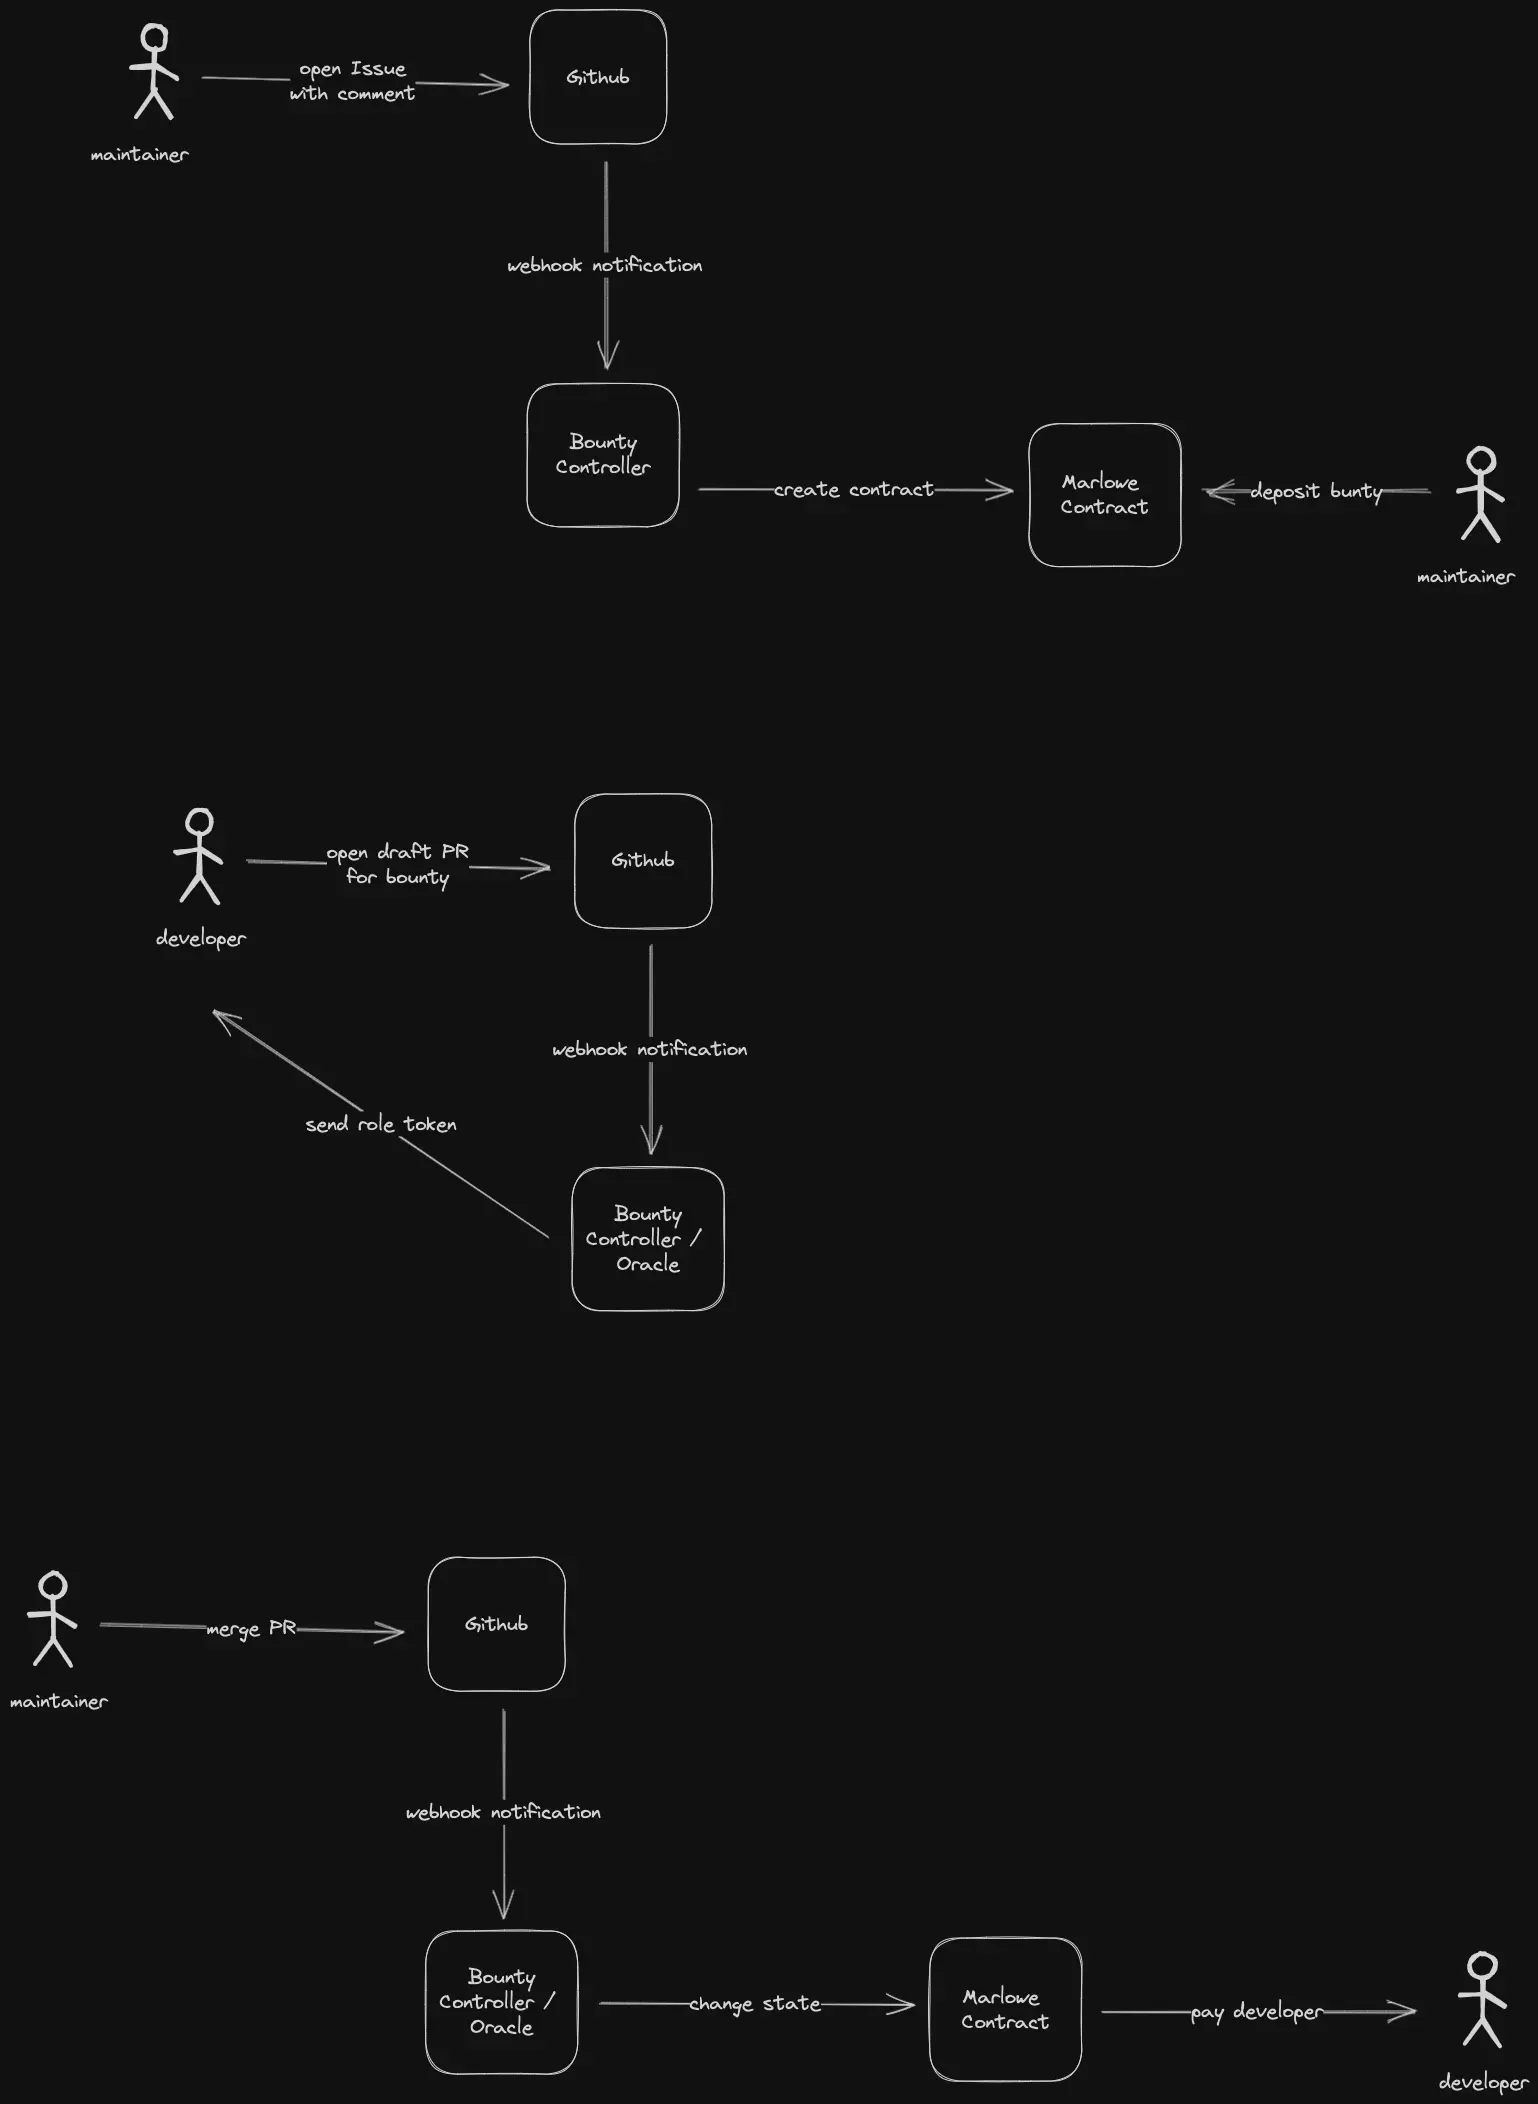 open Issue
with comment
Github
maintainer
webhook notification
Bounty
Controller
create contract
Marlowe
Contract
deposit bunty
maintainer
open draft PR
for bounty
Github
developer
webhook notification
send role token
Bounty
Controller /
Oracle
merge PR
Github
maintainer
webhook notification
Bounty
Controller /
Oracle
change state
Marlowe
Contract
pay developer
developer